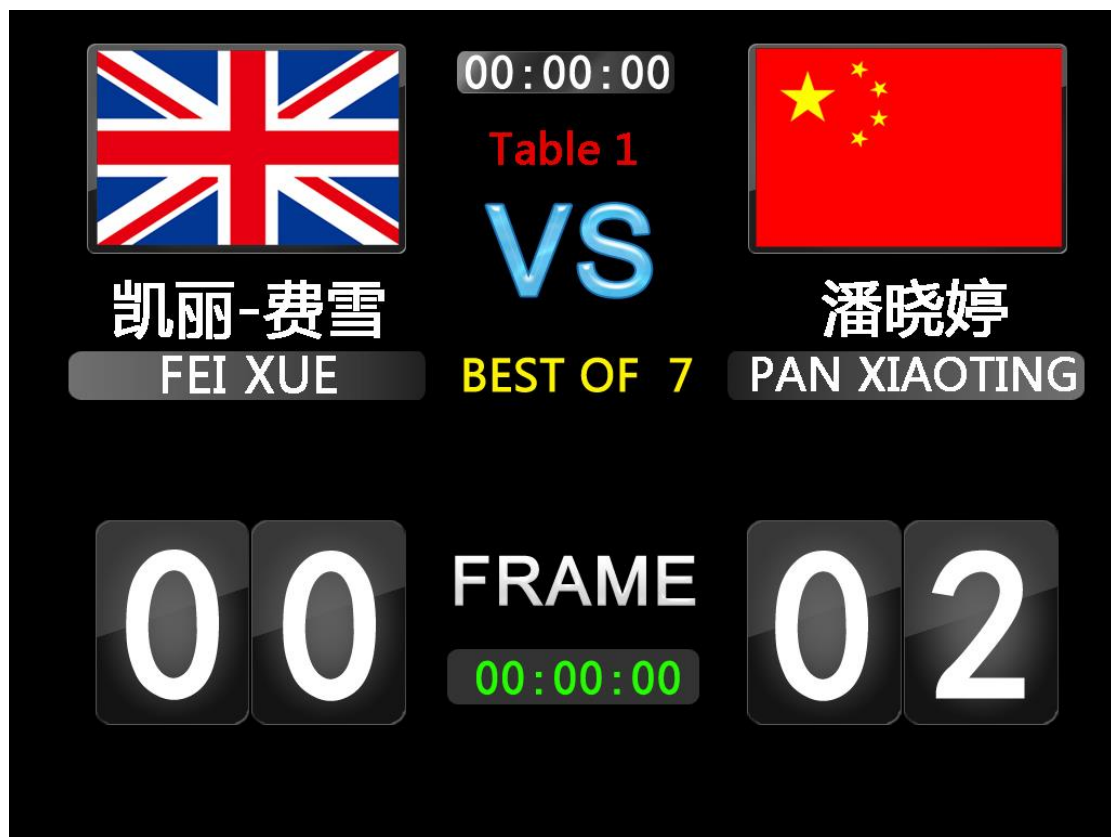 00:00:00
Table 1
VS
凯丽-费雪
潘晓婷
FEI XUE
BEST OF 7
PAN XIAOTING
00
FRAME
02
00:00:00